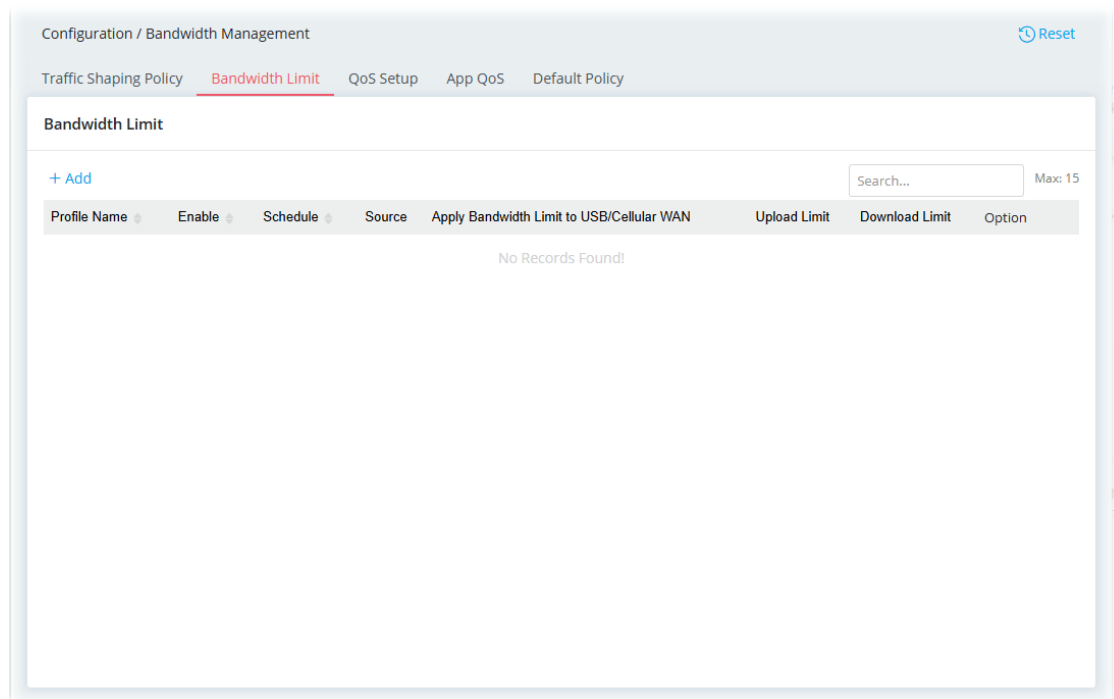 Configuration / Bandwidth Management Reset
Traffic Shaping Policy Bandwidth Limit QoS Setup App QoS Default Policy
Bandwidth Limit
+ Add Search... Max: 15
Profile Name Enable Schedule Source Apply Bandwidth Limit to USB/Cellular WAN Upload Limit Download Limit Option
No Records Found!